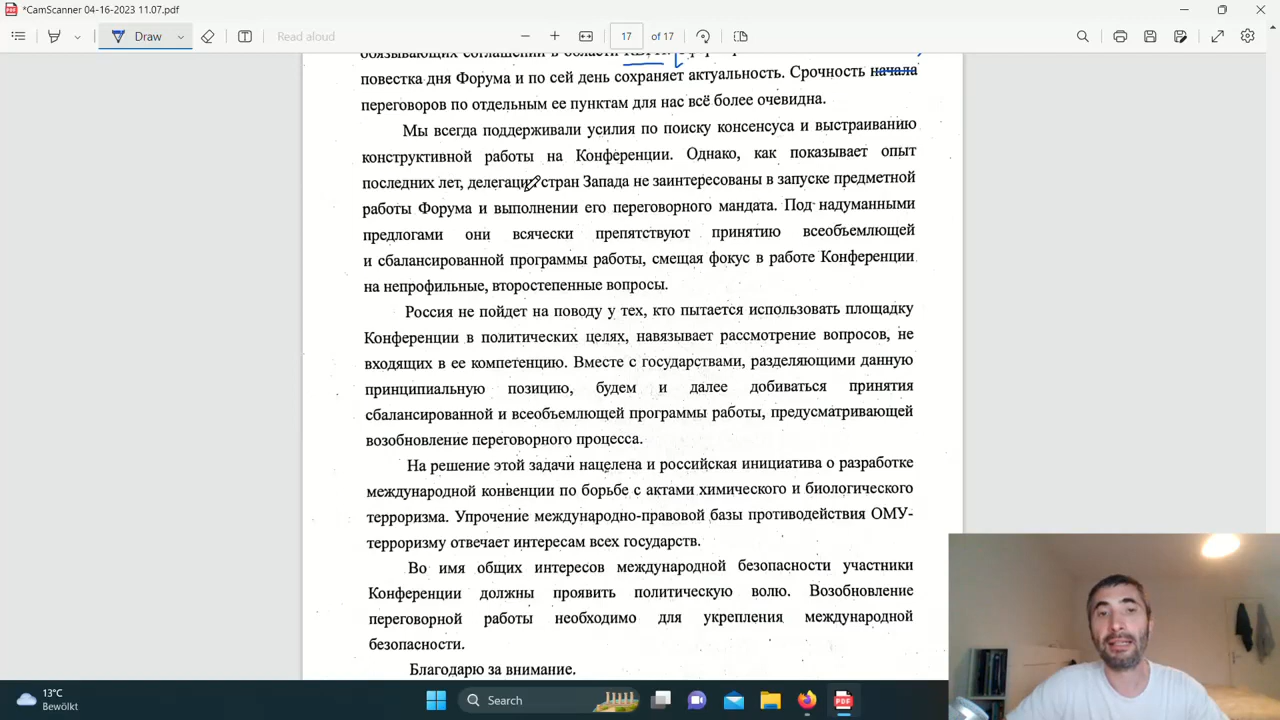 *CamScanner 04-16-2023 11.07.pdf
Draw
Read aloud
17 of 17
обязывающих соглашений в области
повестка дня Форума и по сей день сохраняет актуальность. Срочность начала
переговоров по отдельным ее пунктам для нас всё более очевидна.
Мы всегда поддерживали усилия по поиску консенсуса и выстраиванию
конструктивной работы на Конференции. Однако, как показывает опыт
последних лет, делегации стран Запада не заинтересованы в запуске предметной
работы Форума и выполнении его переговорного мандата. Под надуманными
предлогами они всячески препятствуют принятию всеобъемлющей
и сбалансированной программы работы, смещая фокус в работе Конференции
на непрофильные, второстепенные вопросы.
Россия не пойдет на поводу у тех, кто пытается использовать площадку
Конференции в политических целях, навязывает рассмотрение вопросов, не
входящих в ее компетенцию. Вместе с государствами, разделяющими данную
принципиальную позицию, будем и далее добиваться принятия
сбалансированной и всеобъемлющей программы работы, предусматривающей
возобновление переговорного процесса.
На решение этой задачи нацелена и российская инициатива о разработке
международной конвенции по борьбе с актами химического и биологического
терроризма. Упрочение международно-правовой базы противодействия ОМУ-
терроризму отвечает интересам всех государств.
Во имя общих интересов международной безопасности участники
Конференции должны проявить политическую волю. Возобновление
переговорной работы необходимо для укрепления международной
безопасности.
Благодарю за внимание.
13°C
Bewölkt
Search